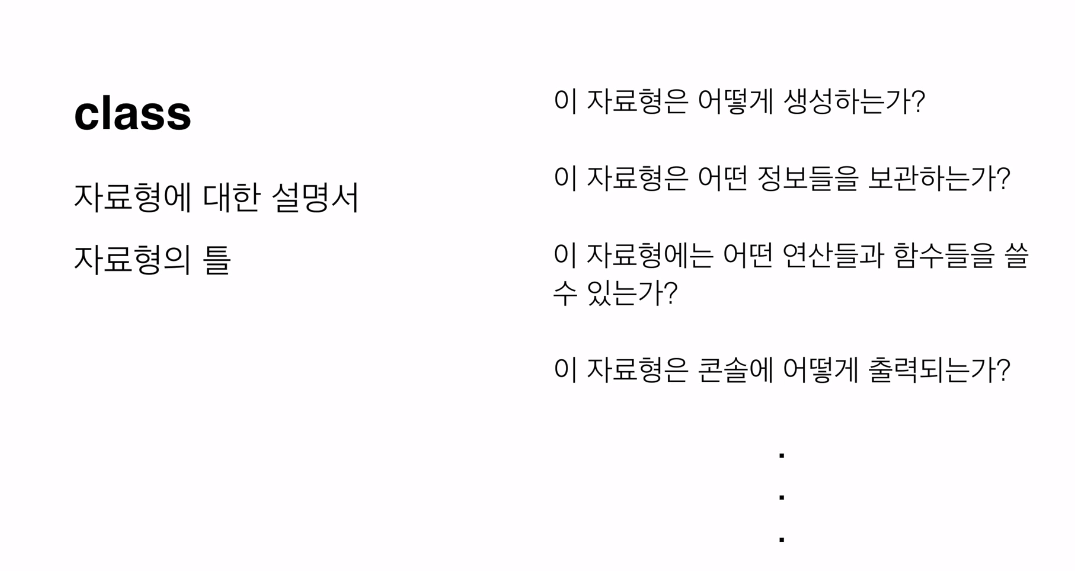 class
자료형에 대한 설명서
자료형의 틀
이 자료형은 어떻게 생성하는가?
이 자료형은 어떤 정보들을 보관하는가?
이 자료형에는 어떤 연산들과 함수들을 쓸
수 있는가?
이 자료형은 콘솔에 어떻게 출력되는가?
.
.
.